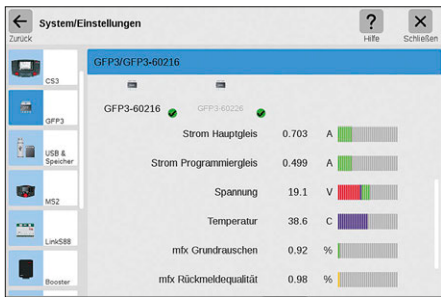 System/Einstellungen
Zurück
?
Hilfe
Schließen
GFP3/GFP3-60216
CS3
GFP3
USB &
Speicher
MS2
LinkS88
Booster
GFP3-60216
GFP3-60226
Strom Hauptgleis 0.703 A
Strom Programmiergleis 0.499 A
Spannung 19.1 V
Temperatur 38.6 C
mfx Grundrauschen 0.92 %
mfx Rückmeldequalität 0.98 %